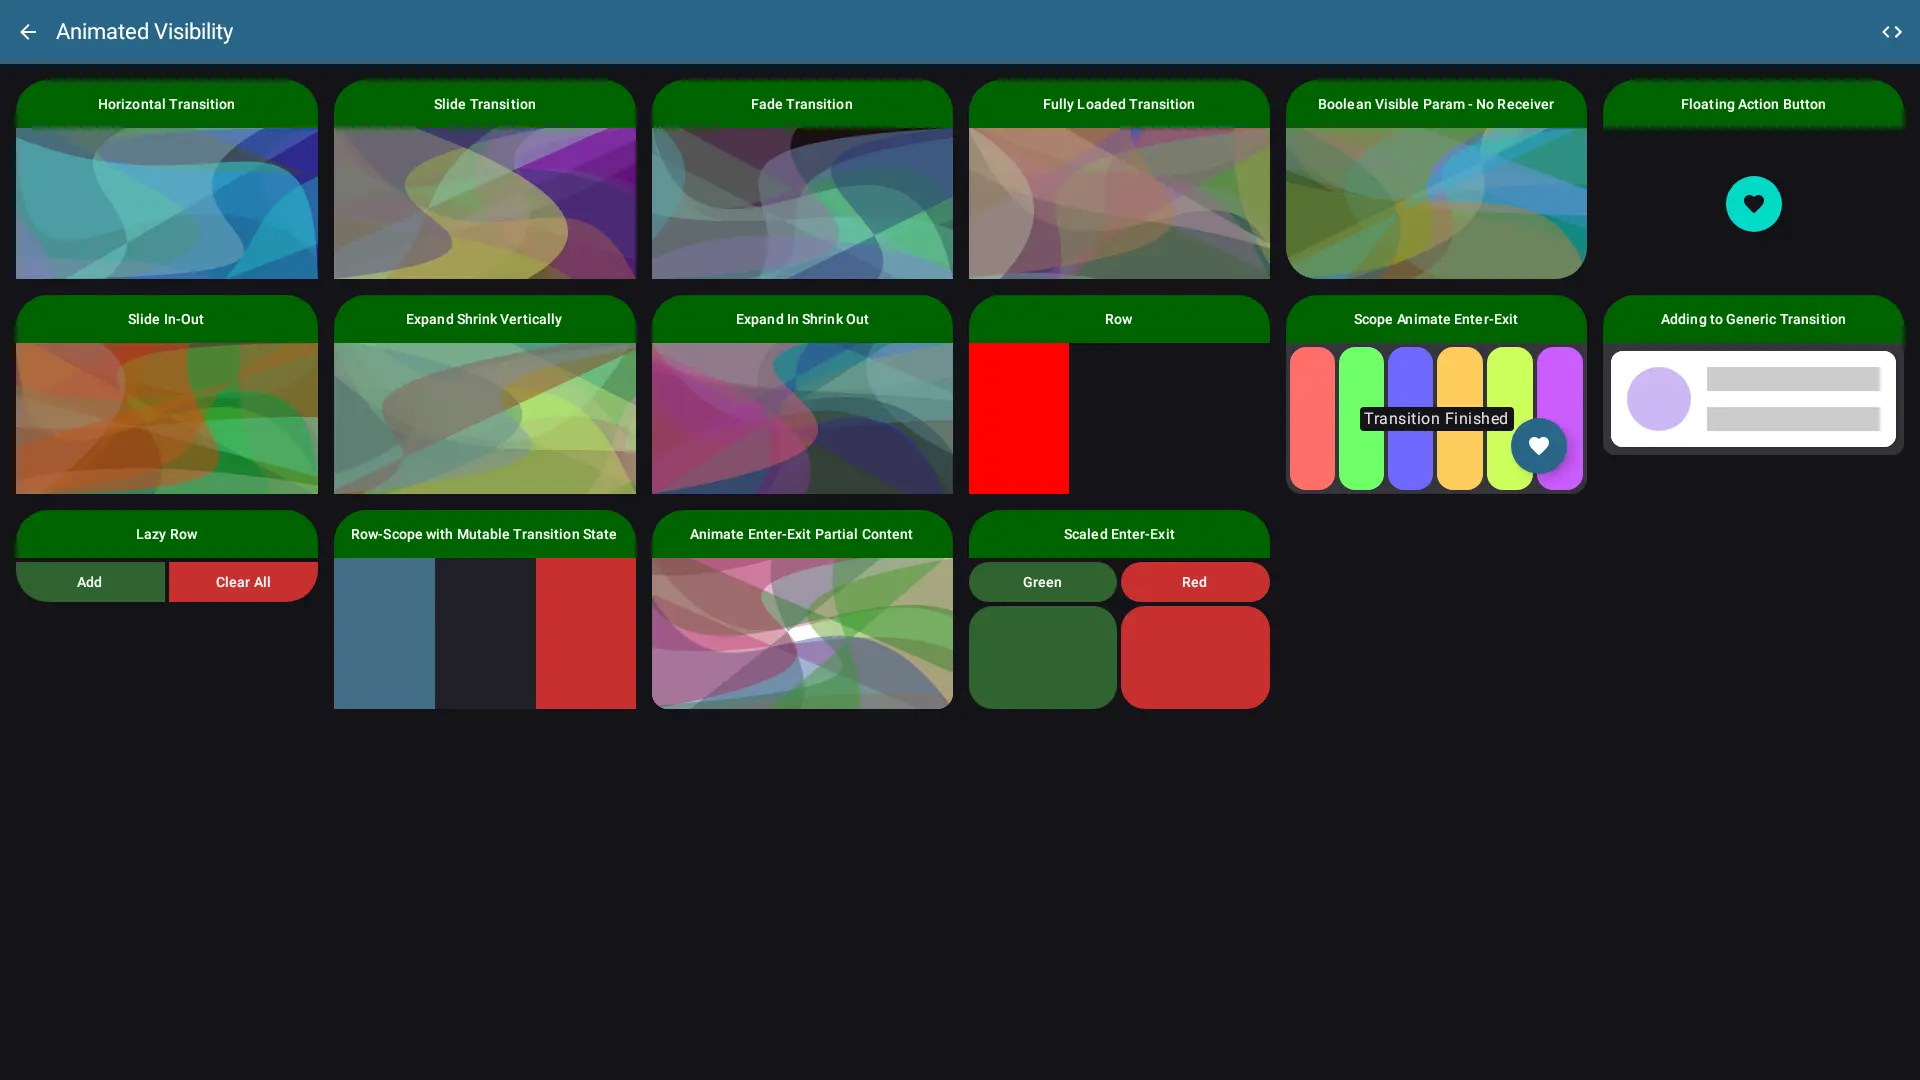 Animated Visibility
Horizontal Transition
Slide Transition
Fade Transition
Fully Loaded Transition
Boolean Visible Param - No Receiver
Floating Action Button
Slide In-Out
Expand Shrink Vertically
Expand In Shrink Out
Row
Scope Animate Enter-Exit
Transition Finished
Adding to Generic Transition
Lazy Row
Add
Clear All
Row-Scope with Mutable Transition State
Animate Enter-Exit Partial Content
Scaled Enter-Exit
Green
Red